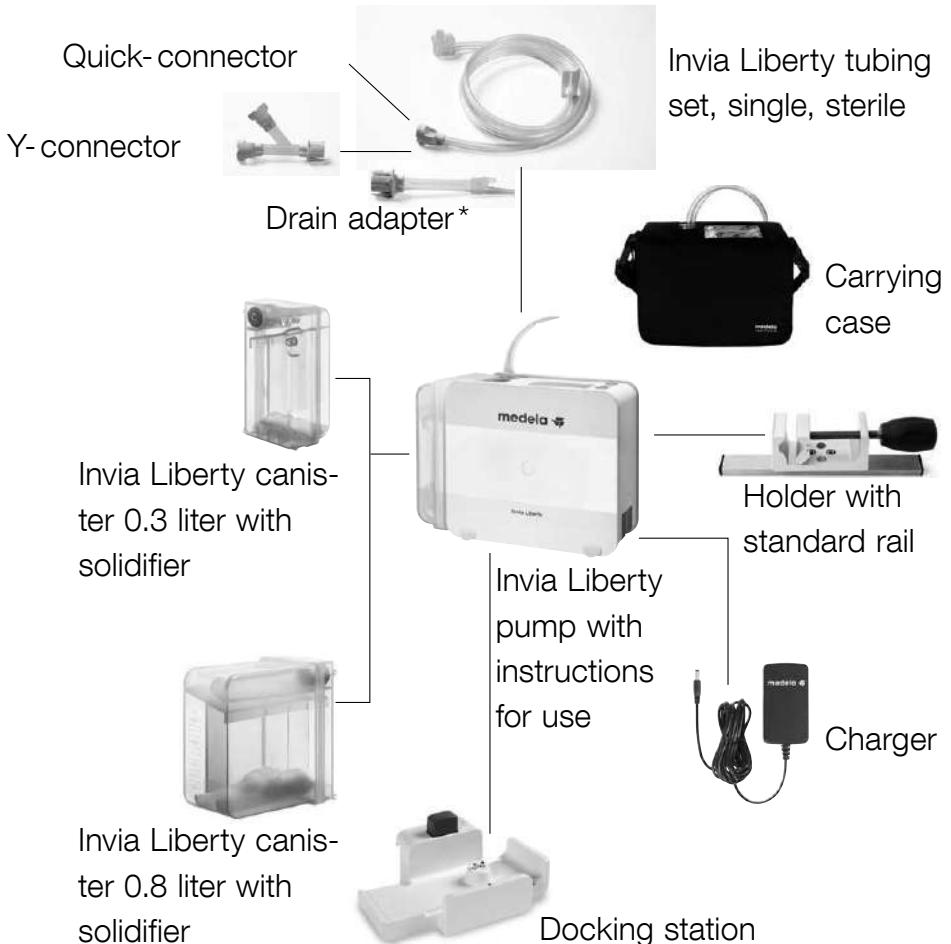 Quick-connector
Y-connector
Invia Liberty tubing
set, single, sterile
Drain adapter*
Carrying
case
medela
medela
Invia Liberty
Invia Liberty canis-
ter 0.3 liter with
solidifier
Holder with
standard rail
Invia Liberty
pump with
instructions
for use
medela
Charger
Invia Liberty canis-
ter 0.8 liter with
solidifier
Docking station